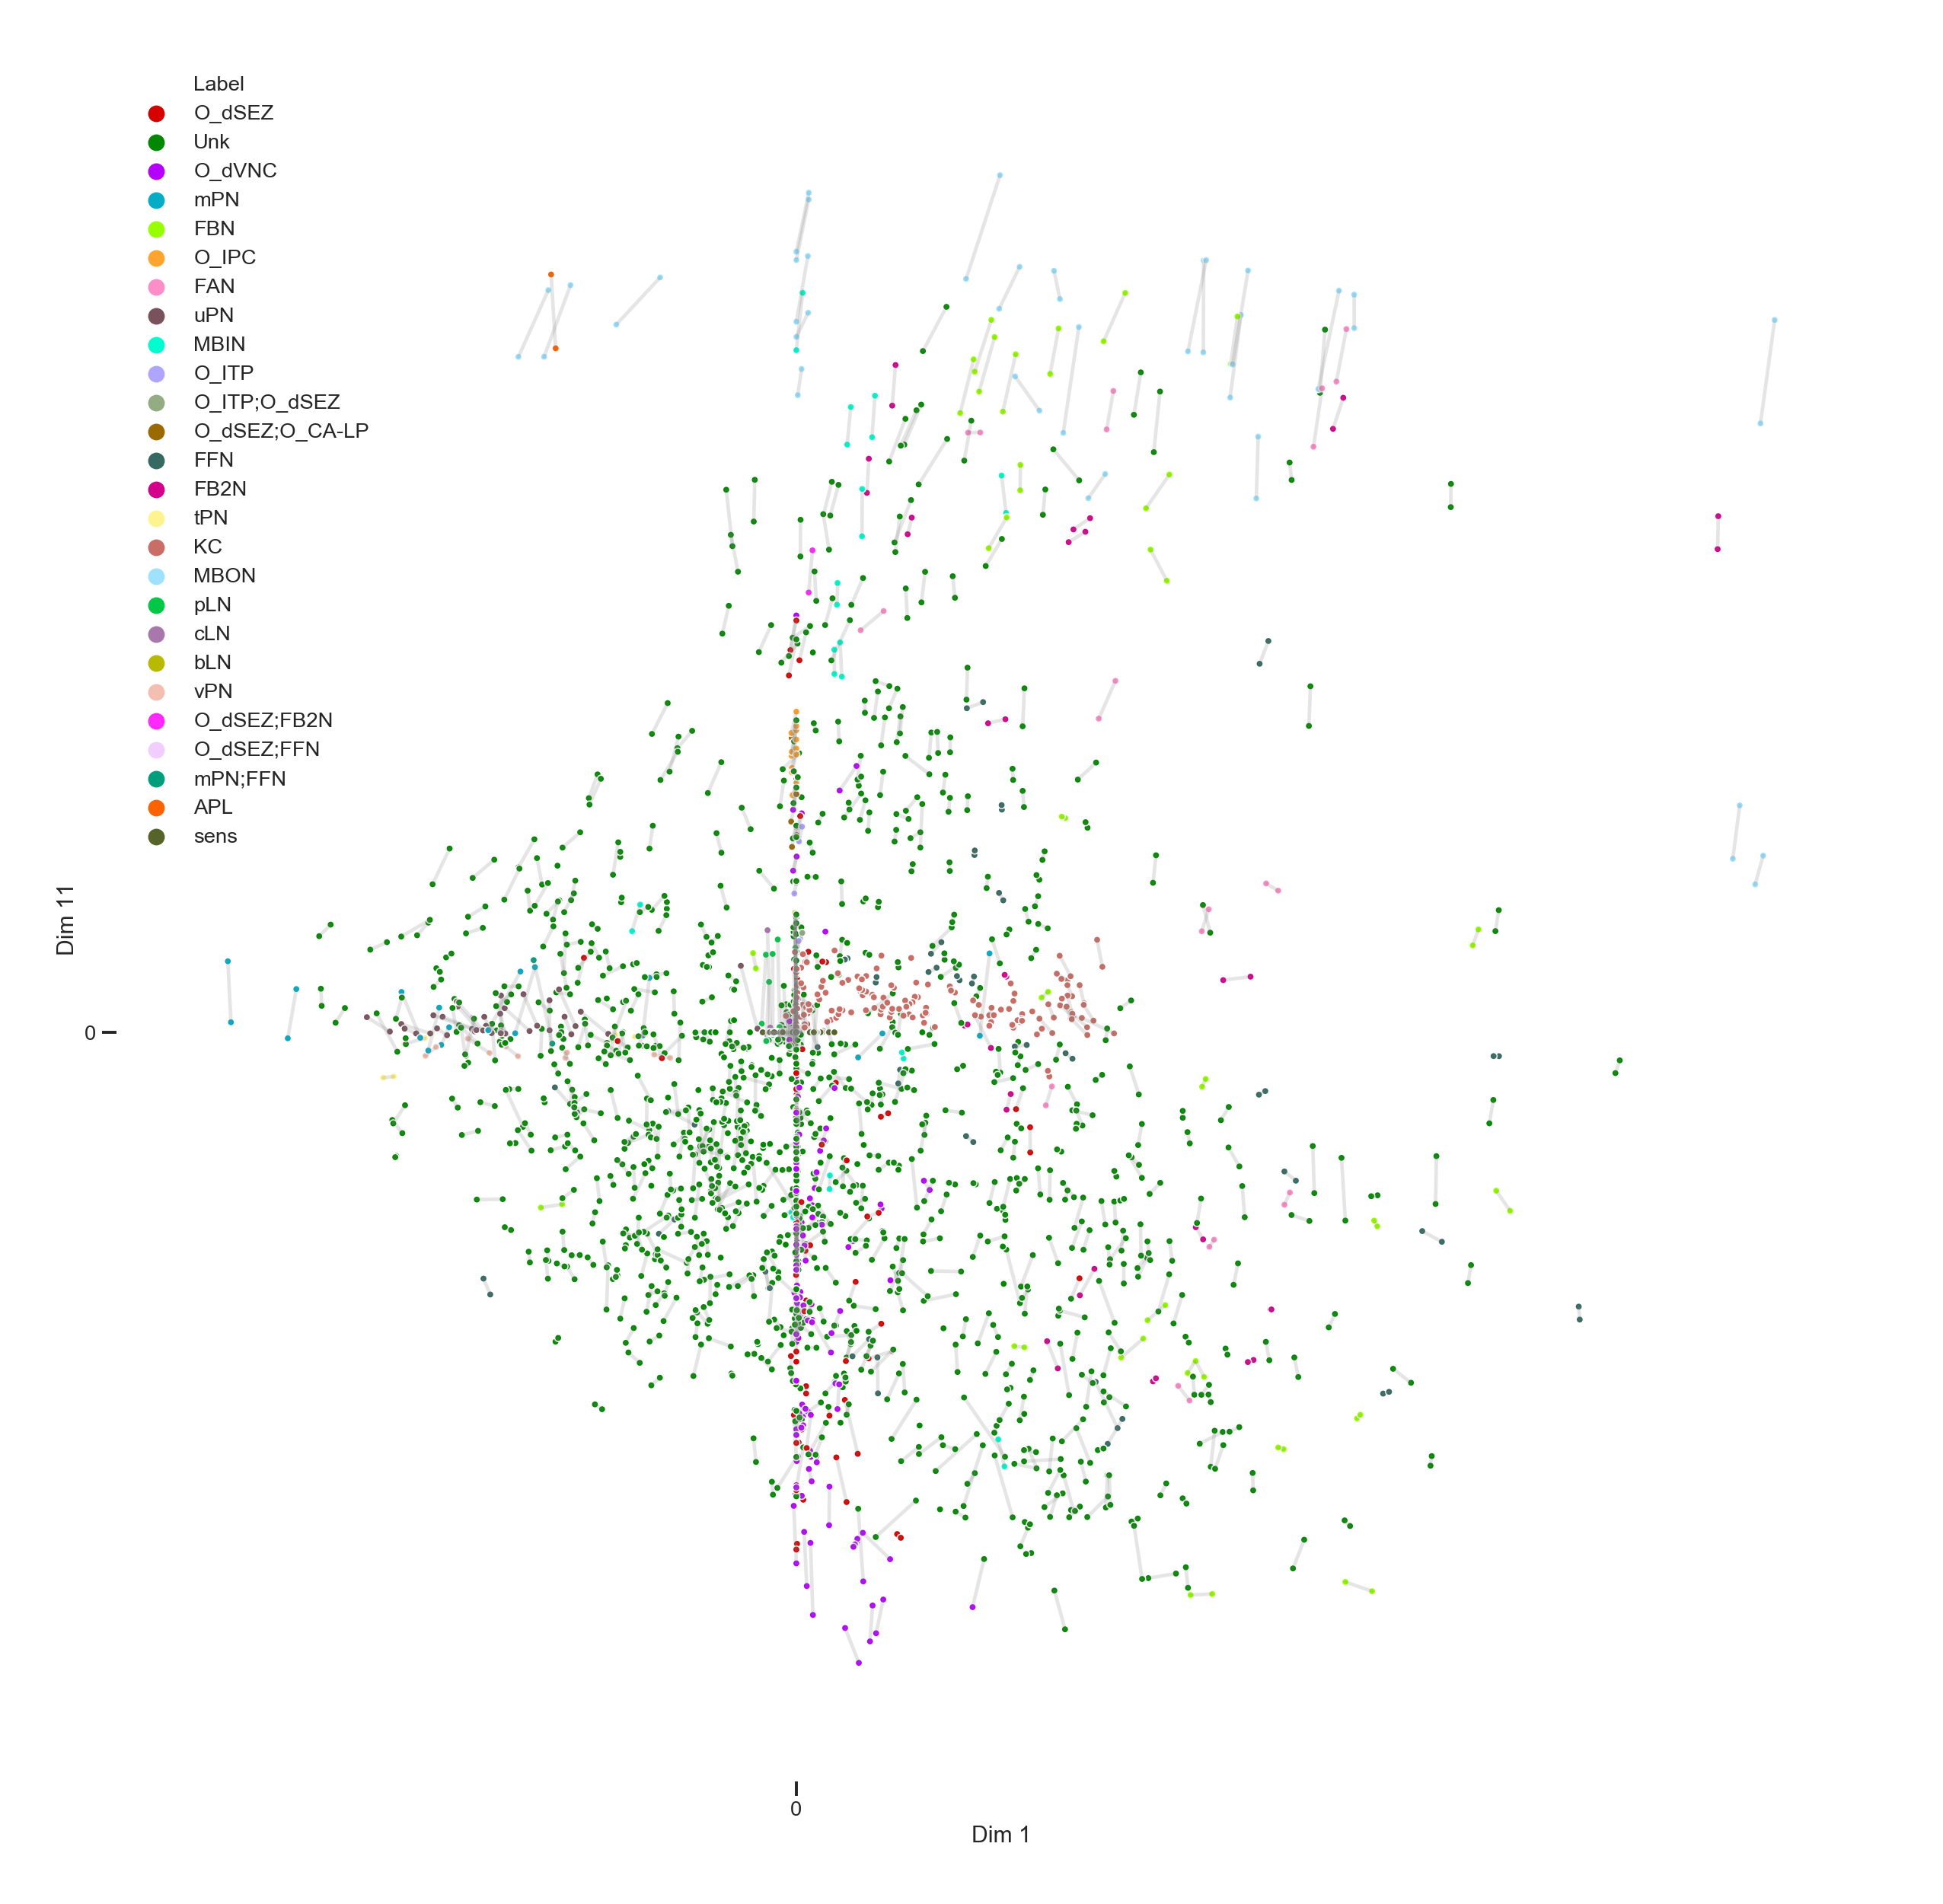 Label
O_dSEZ
Unk
O_dVNC
mPN
FBN
O_IPC
FAN
uPN
MBIN
O_ITP
O_ITP;O_dSEZ
O_dSEZ;O_CA-LP
FFN
FB2N
tPN
KC
MBON
pLN
cLN
bLN
vPN
O_dSEZ;FB2N
O_dSEZ;FFN
mPN;FFN
APL
sens
Dim 11
0
0
Dim 1